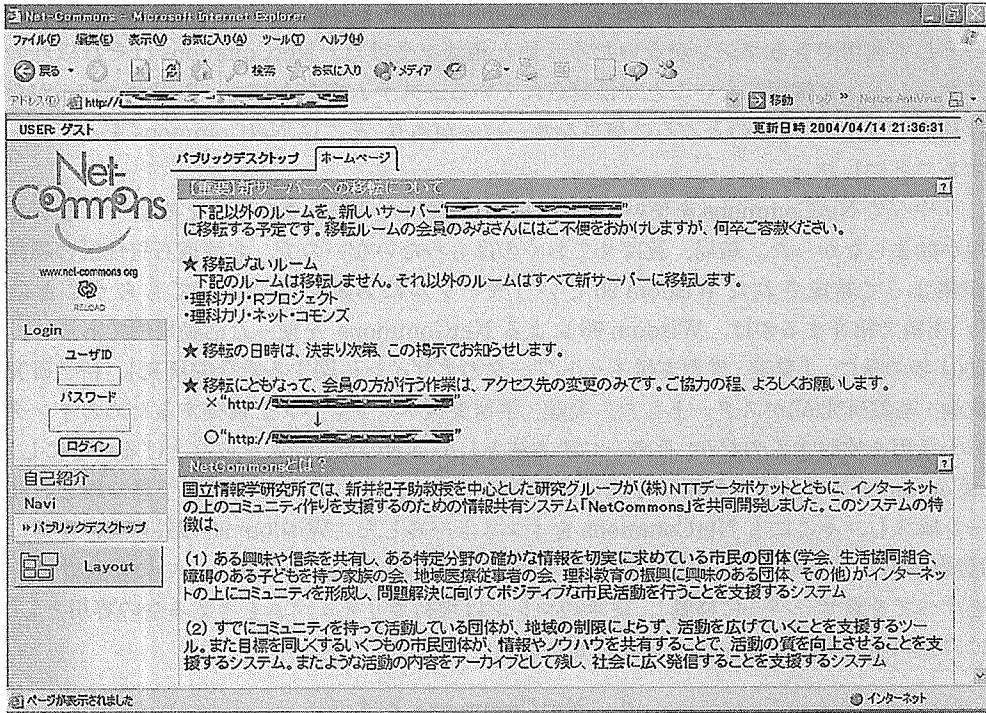 Net-Commons - Microsoft Internet Explorer
ファイル(F) 編集(E) 表示(V) お気に入り(A) ツール(T) ヘルプ(H)
戻る 検索 お気に入り メディア
アドレス(D) http:// 移動 リンク » Norton AntiVirus
USER: ゲスト 更新日時 2004/04/14 21:36:31
Net-Commons
www.net-commons.org
RELOAD
Login
ユーザID
パスワード
ログイン
自己紹介
Navi
パブリックデスクトップ
Layout
パブリックデスクトップ ホームページ
【重要】新サーバーへの移転について ?
下記以外のルームを、新しいサーバー“ ”
に移転する予定です。移転ルームの会員のみなさんにはご不便をおかけしますが、何卒ご容赦ください。
★ 移転しないルーム
下記のルームは移転しません。それ以外のルームはすべて新サーバーに移転します。
・理科カリ・Rプロジェクト
・理科カリ・ネット・コモンズ
★ 移転の日時は、決まり次第、この掲示でお知らせします。
★ 移転にともなって、会員の方が行う作業は、アクセス先の変更のみです。ご協力の程、よろしくお願いします。
×“http:// ”
↓
○“http:// ”
NetCommonsとは? ?
国立情報学研究所では、新井紀子助教授を中心とした研究グループが(株)NTTデータポケットとともに、インターネット
の上のコミュニティ作りを支援するのための情報共有システム「NetCommons」を共同開発しました。このシステムの特
徴は、
(1) ある興味や信条を共有し、ある特定分野の確かな情報を切実に求めている市民の団体(学会、生活協同組合、
障碍のある子どもを持つ家族の会、地域医療従事者の会、理科教育の振興に興味のある団体、その他)がインターネッ
トの上にコミュニティを形成し、問題解決に向けてポジティブな市民活動を行うことを支援するシステム
(2) すでにコミュニティを持って活動している団体が、地域の制限によらず、活動を広げていくことを支援するツー
ル。また目標を同じくするいくつもの市民団体が、情報やノウハウを共有することで、活動の質を向上させることを支
援するシステム。またような活動の内容をアーカイブとして残し、社会に広く発信することを支援するシステム
ページが表示されました インターネット